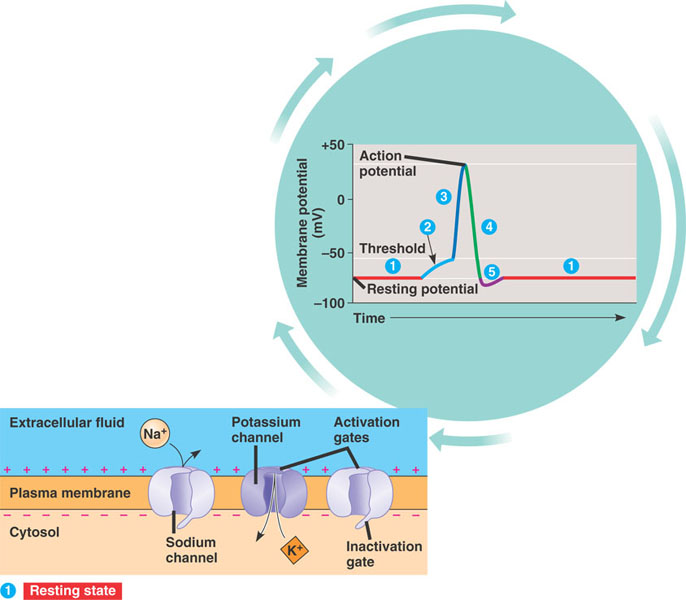 +50
Action
potential
3
Membrane potential
(mV)
0
2
4
−50
Threshold
1
5
1
Resting potential
−100
Time
Extracellular fluid
Na+
Potassium
channel
Activation
gates
+ + + + + + + + + + + + + + + + + + + +
Plasma membrane
− − − − − − − − − − − − − − − − − − − −
Cytosol
Sodium
channel
K+
Inactivation
gate
1 Resting state